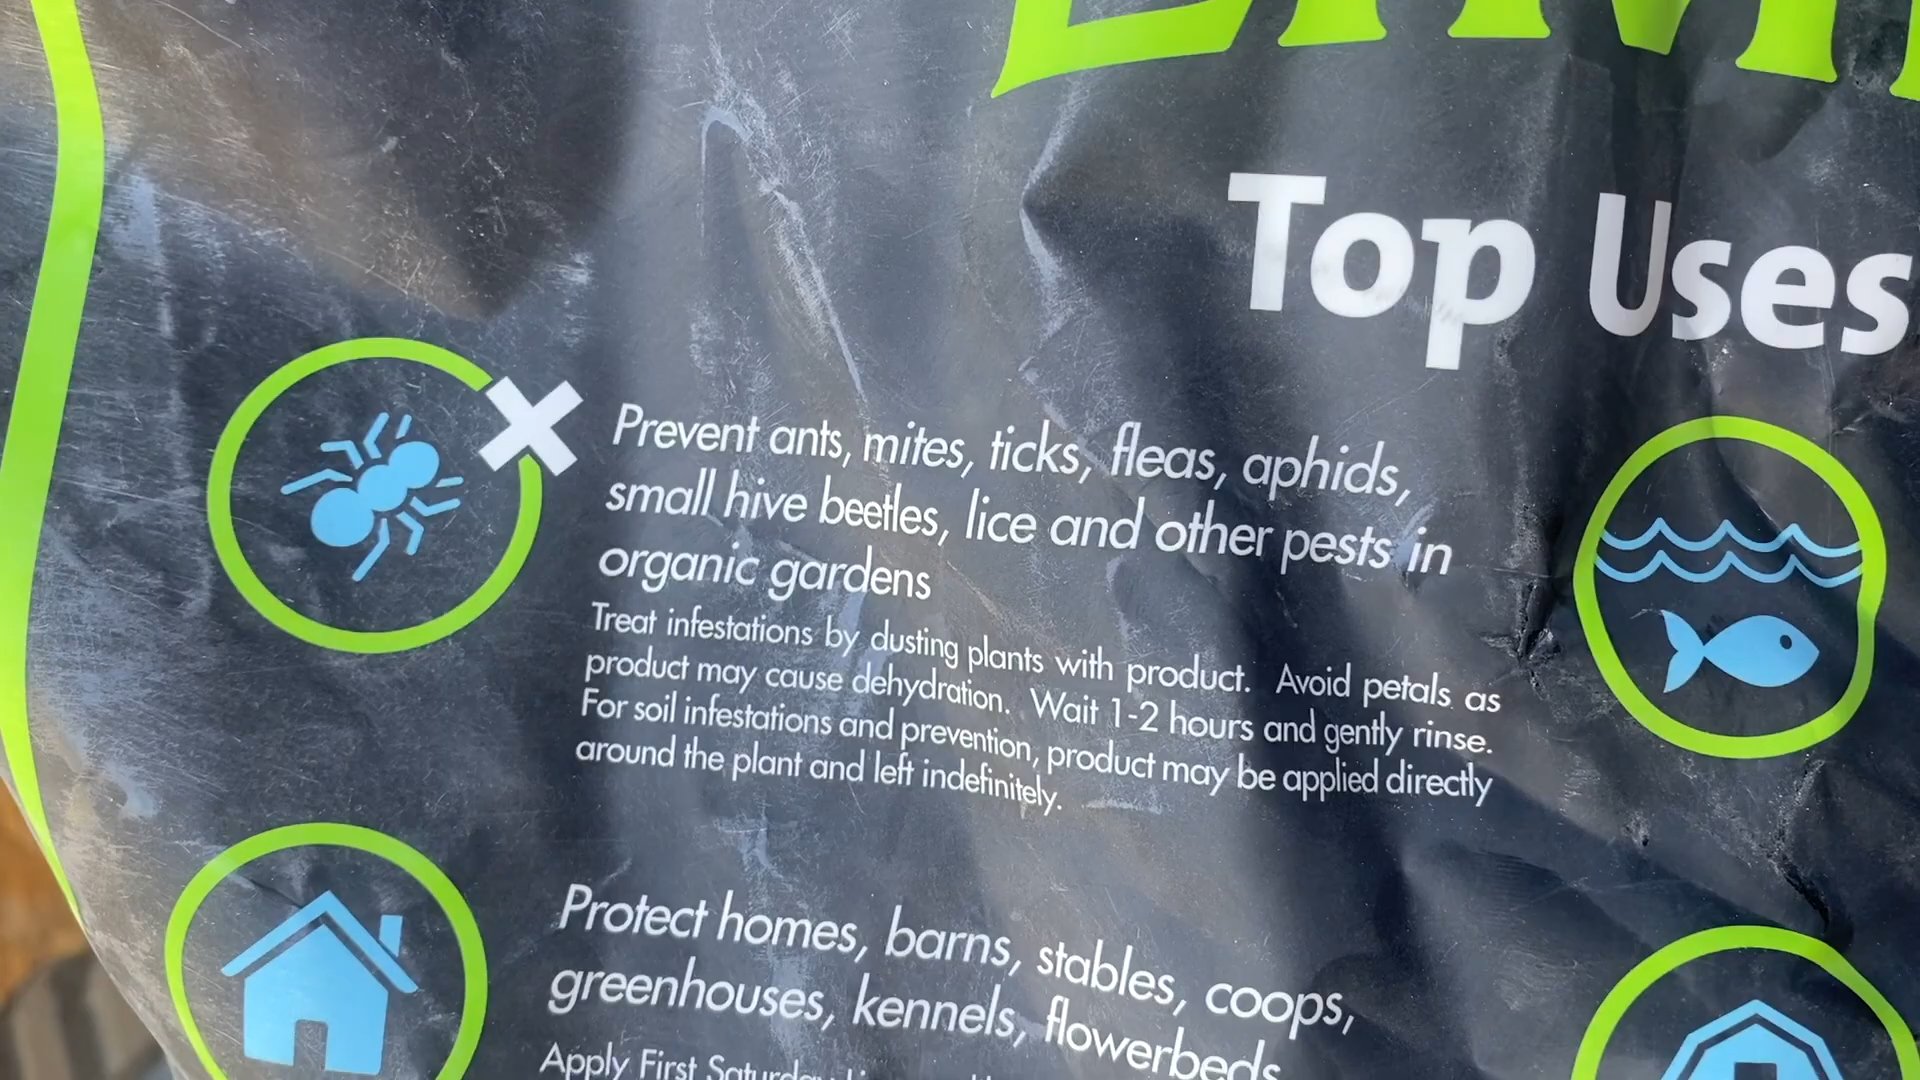 Top Uses
Prevent ants, mites, ticks, fleas, aphids,
small hive beetles, lice and other pests in
organic gardens
Treat infestations by dusting plants with product. Avoid petals as
product may cause dehydration. Wait 1-2 hours and gently rinse.
For soil infestations and prevention, product may be applied directly
around the plant and left indefinitely.
Protect homes, barns, stables, coops,
greenhouses, kennels, flowerbeds
Apply First Saturday